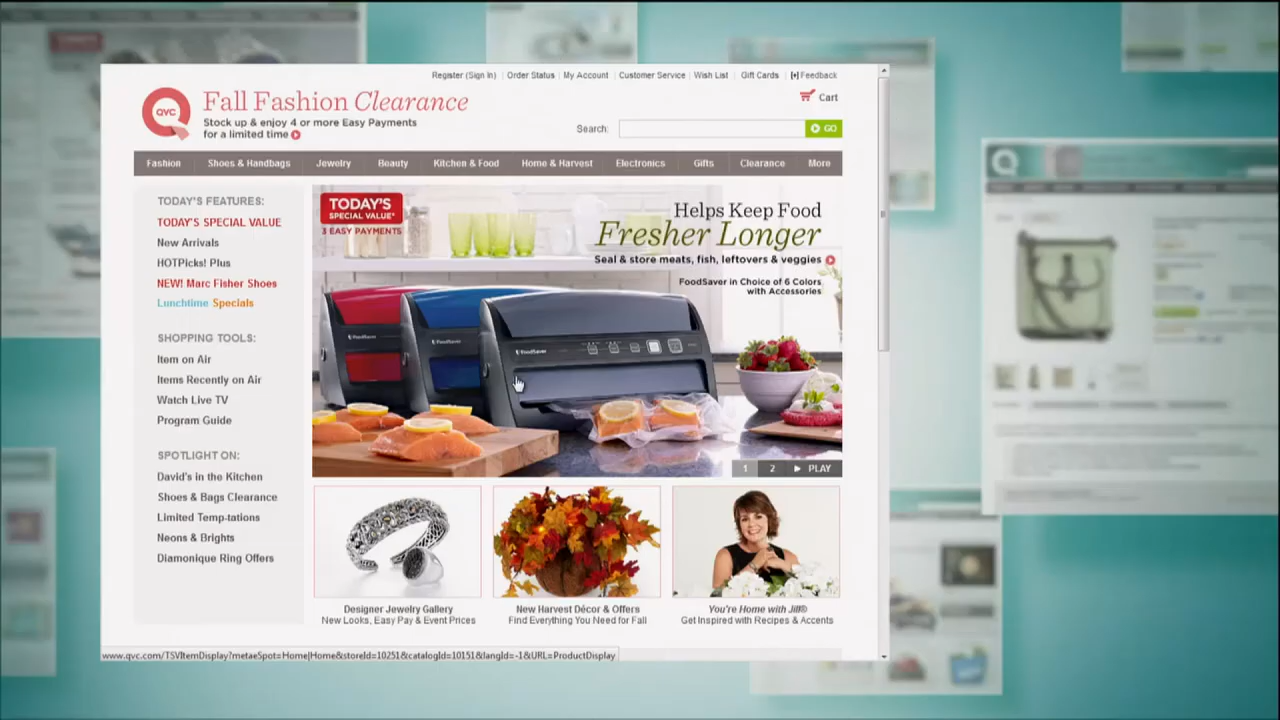 Register (Sign In) | Order Status | My Account | Customer Service | Wish List | Gift Cards | [+] Feedback
QVC
Fall Fashion Clearance
Stock up & enjoy 4 or more Easy Payments
for a limited time
Cart
Search:
GO
Fashion Shoes & Handbags Jewelry Beauty Kitchen & Food Home & Harvest Electronics Gifts Clearance More
TODAY'S FEATURES:
TODAY'S SPECIAL VALUE
New Arrivals
HOTPicks! Plus
NEW! Marc Fisher Shoes
Lunchtime Specials
SHOPPING TOOLS:
Item on Air
Items Recently on Air
Watch Live TV
Program Guide
SPOTLIGHT ON:
David's in the Kitchen
Shoes & Bags Clearance
Limited Temp-tations
Neons & Brights
Diamonique Ring Offers
TODAY'S
SPECIAL VALUE®
3 EASY PAYMENTS
Helps Keep Food
Fresher Longer
Seal & store meats, fish, leftovers & veggies
FoodSaver in Choice of 6 Colors
with Accessories
FoodSaver
FoodSaver
FoodSaver
1 2 PLAY
Designer Jewelry Gallery
New Looks, Easy Pay & Event Prices
New Harvest Décor & Offers
Find Everything You Need for Fall
You're Home with Jill®
Get Inspired with Recipes & Accents
www.qvc.com/TSVItemDisplay?metaeSpot=Home|Home&storeId=10251&catalogId=10151&langId=-1&URL=ProductDisplay